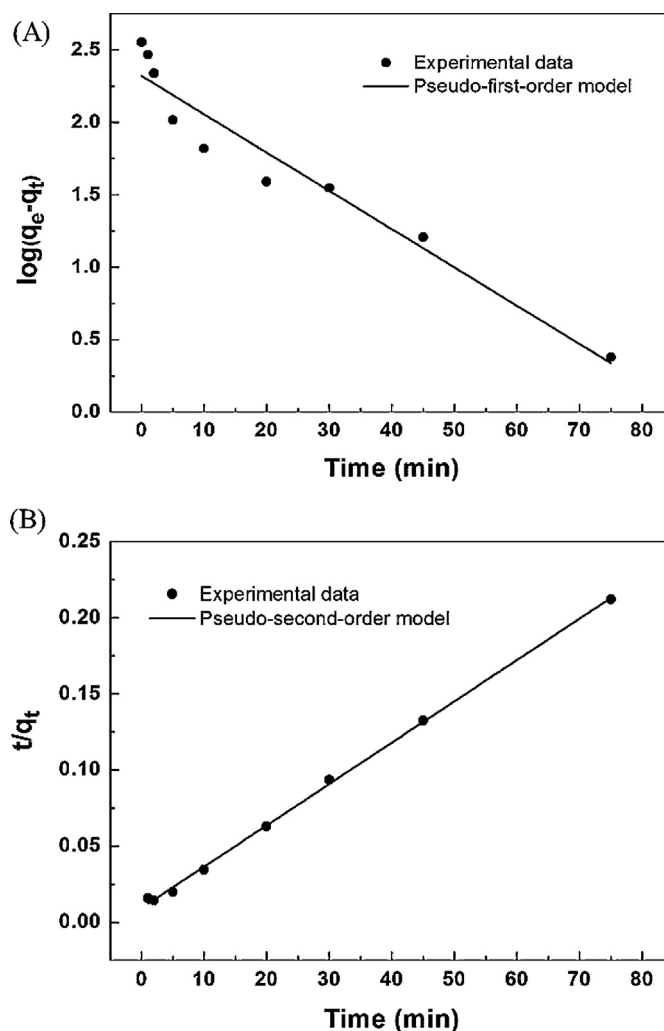 (A)
2.5
2.0
1.5
1.0
0.5
0.0
log(qe-qt)
Experimental data
Pseudo-first-order model
0 10 20 30 40 50 60 70 80
Time (min)
(B)
0.25
0.20
0.15
0.10
0.05
0.00
t/qt
Experimental data
Pseudo-second-order model
0 10 20 30 40 50 60 70 80
Time (min)